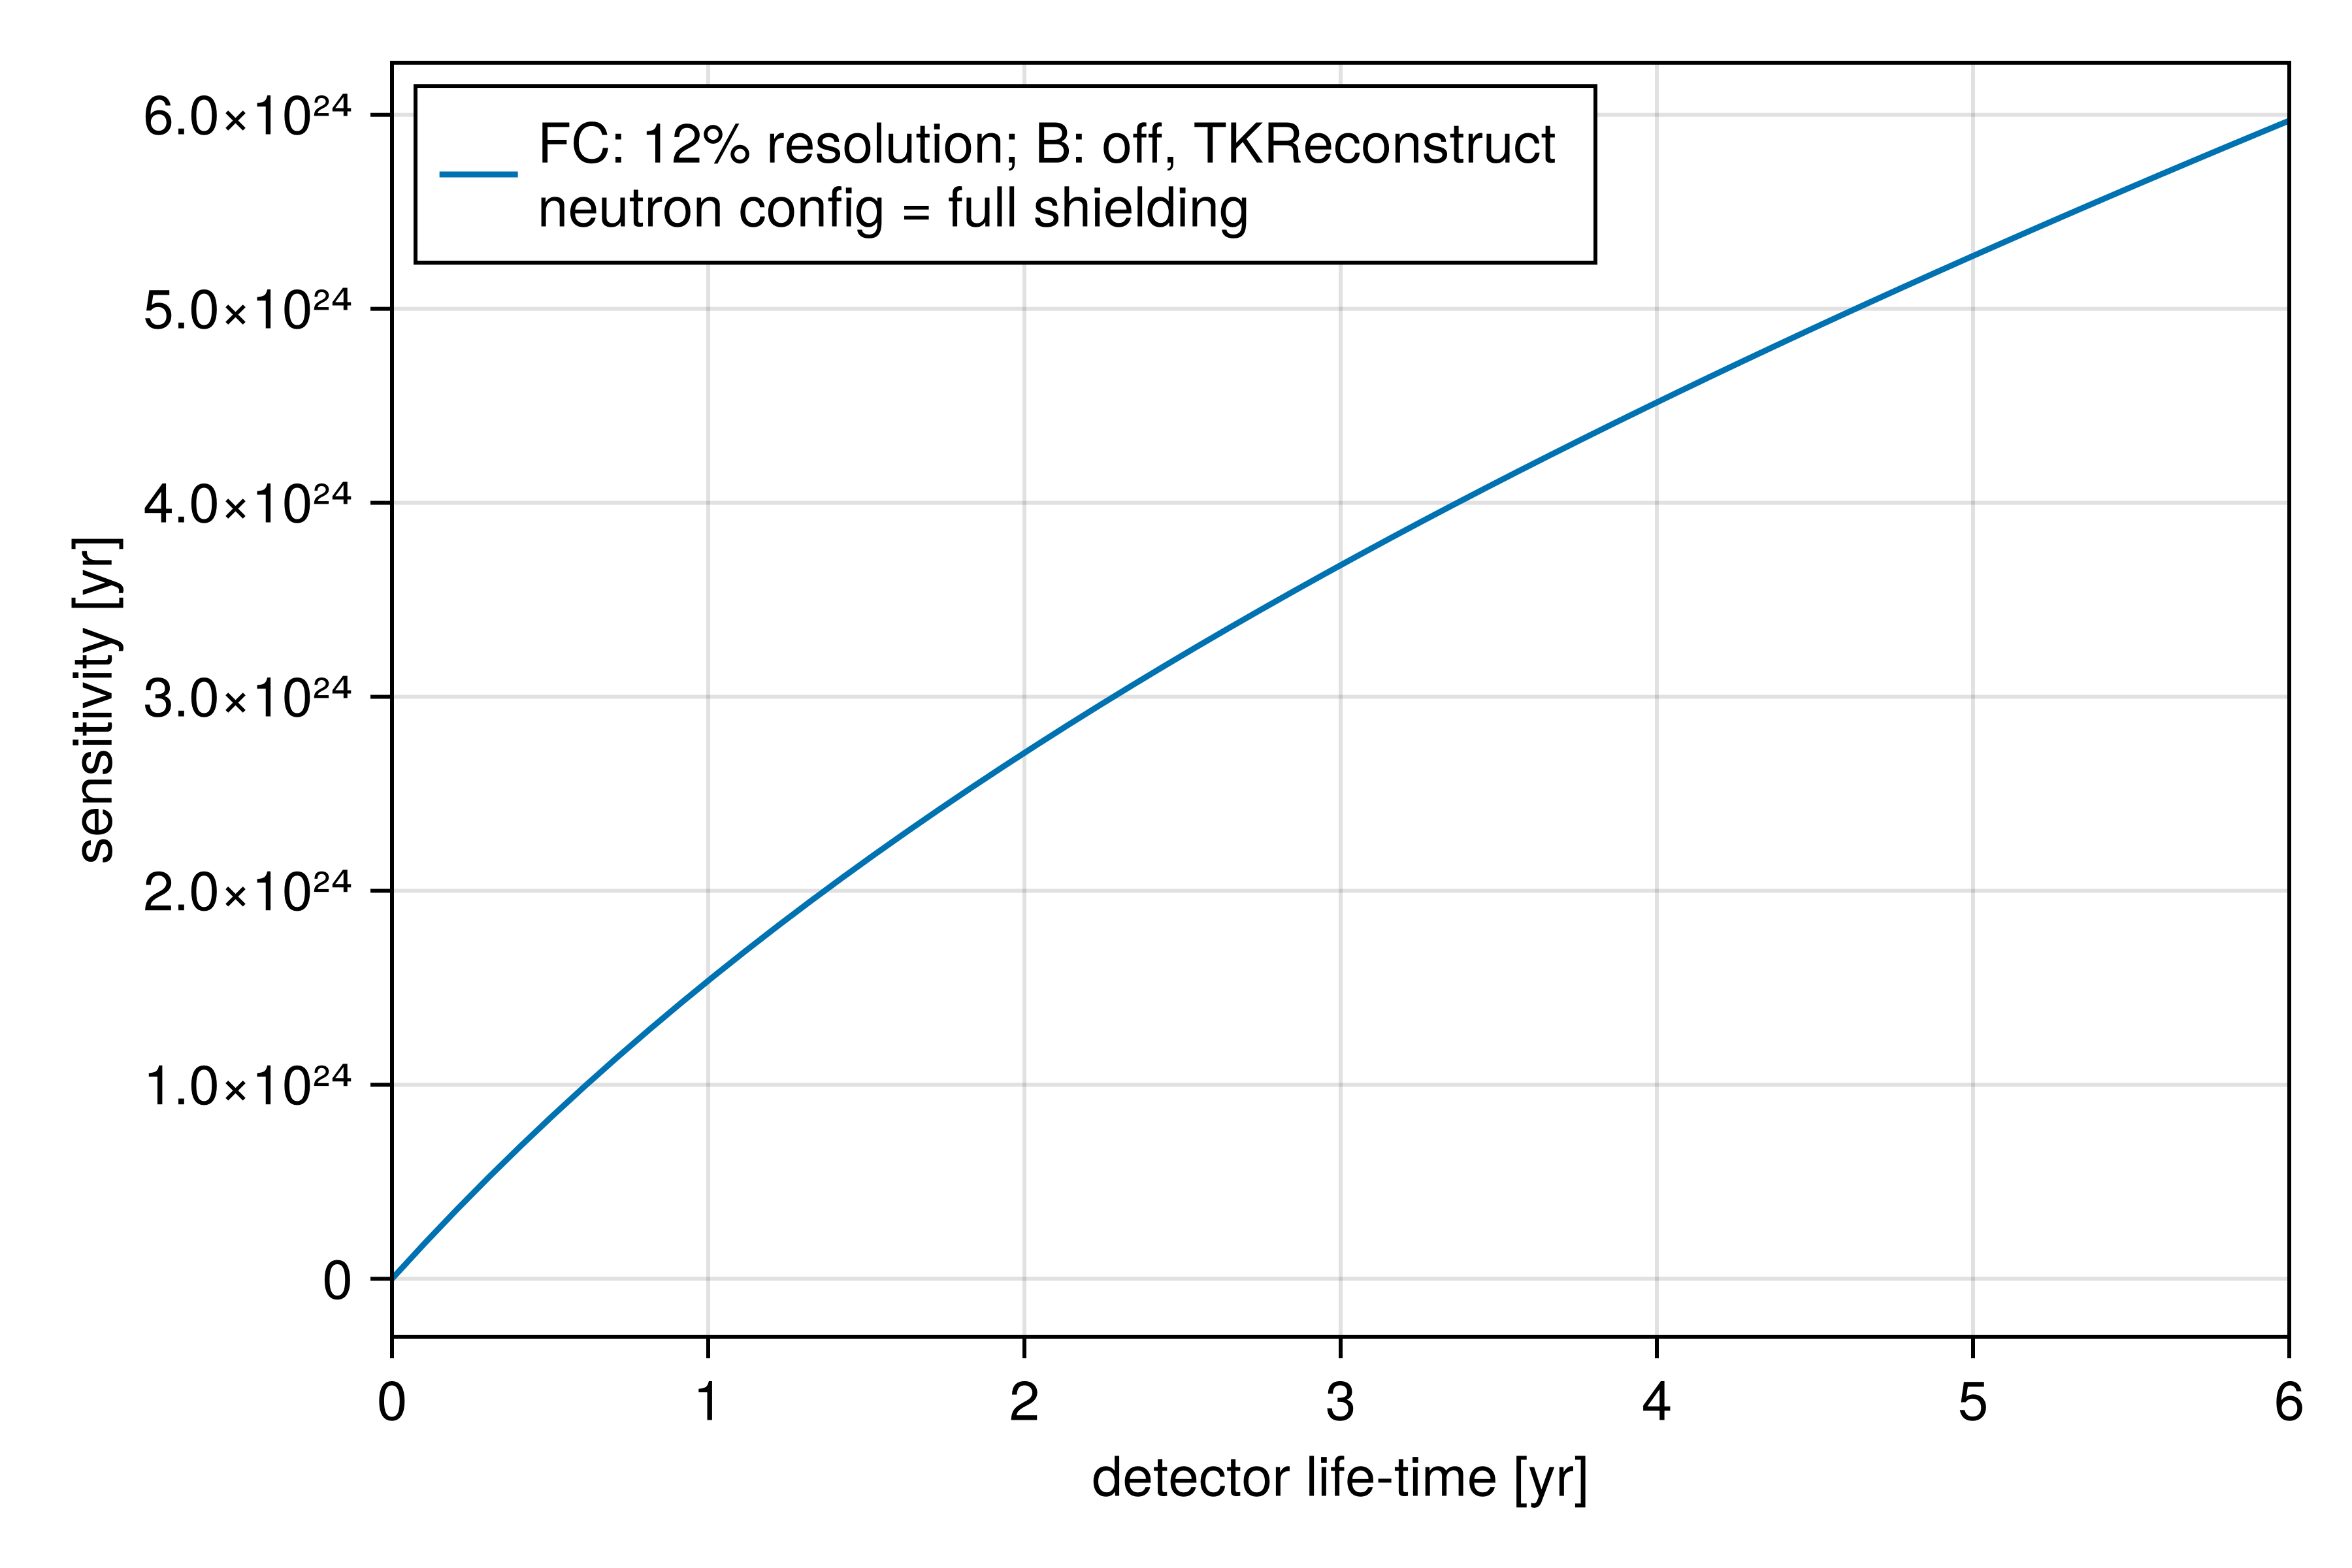 FC: 12% resolution; B: off, TKReconstruct
neutron config = full shielding
6.0×10²⁴
5.0×10²⁴
4.0×10²⁴
3.0×10²⁴
2.0×10²⁴
1.0×10²⁴
0
sensitivity [yr]
0 1 2 3 4 5 6
detector life-time [yr]